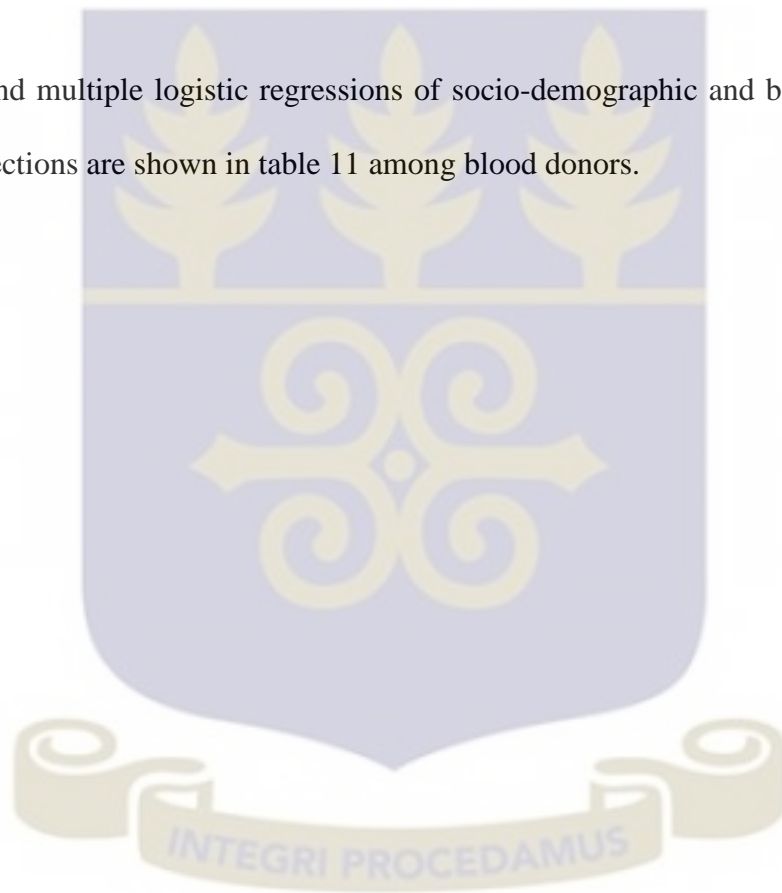 nd multiple logistic regressions of socio-demographic and b
ections are shown in table 11 among blood donors.
INTEGRI PROCEDAMUS